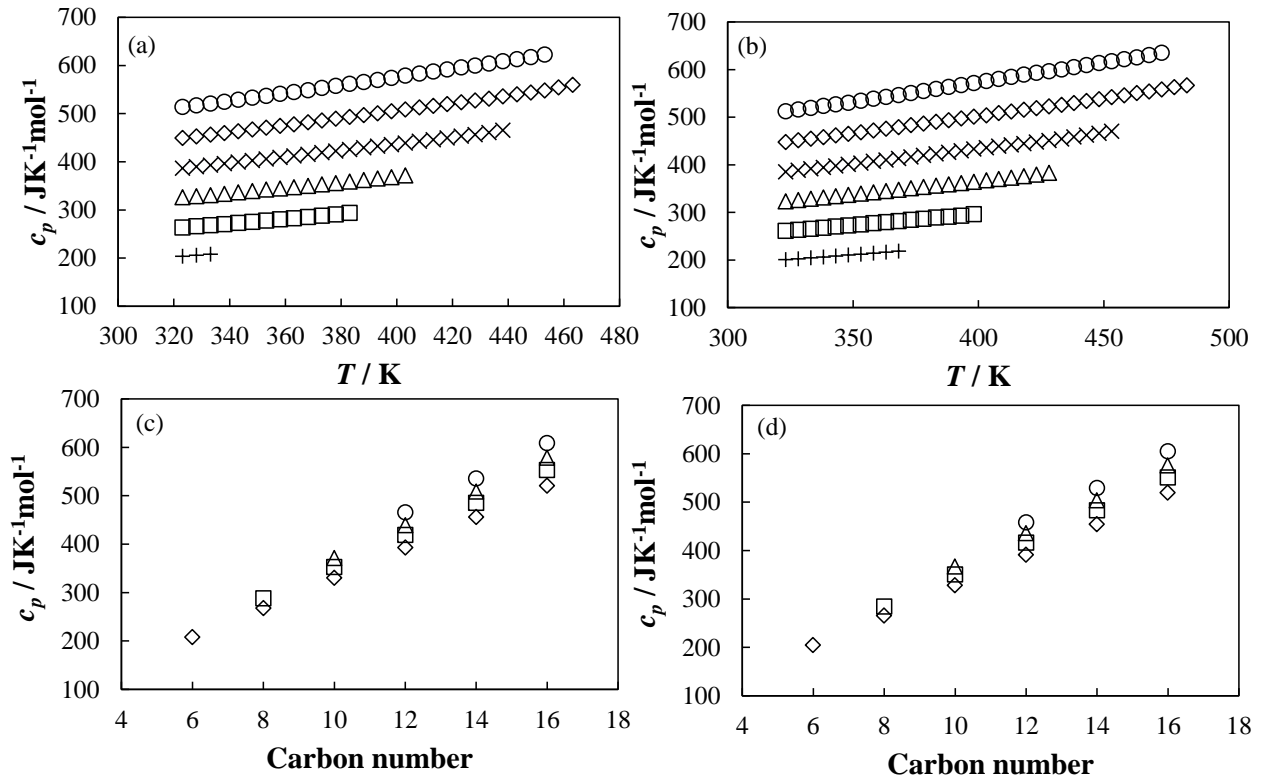 (a)
700
600
500
400
300
200
100
c_p / JK^-1mol^-1
300 320 340 360 380 400 420 440 460 480
T / K
(b)
700
600
500
400
300
200
100
c_p / JK^-1mol^-1
300 350 400 450 500
T / K
(c)
700
600
500
400
300
200
100
c_p / JK^-1mol^-1
4 6 8 10 12 14 16 18
Carbon number
(d)
700
600
500
400
300
200
100
c_p / JK^-1mol^-1
4 6 8 10 12 14 16 18
Carbon number